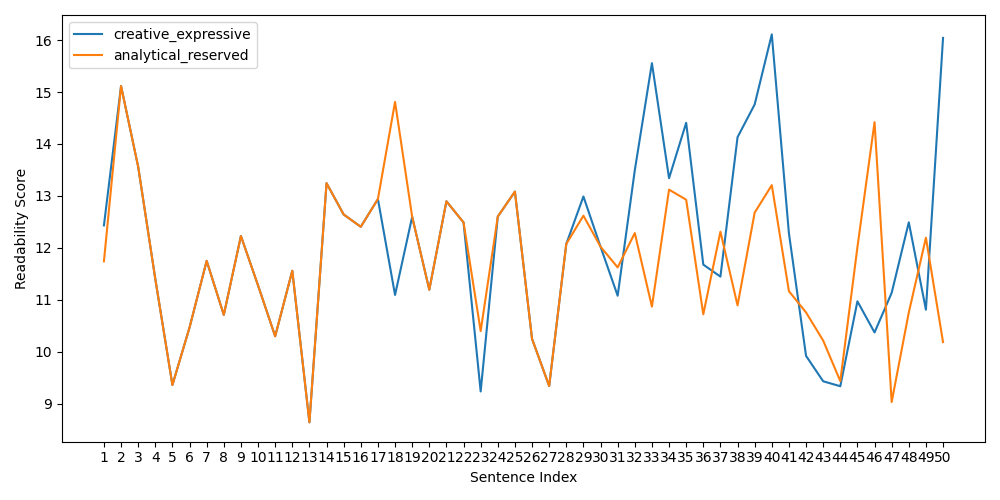 creative_expressive
analytical_reserved
16
15
14
13
12
11
10
9
Readability Score
1 2 3 4 5 6 7 8 9 10 11 12 13 14 15 16 17 18 19 20 21 22 23 24 25 26 27 28 29 30 31 32 33 34 35 36 37 38 39 40 41 42 43 44 45 46 47 48 49 50
Sentence Index